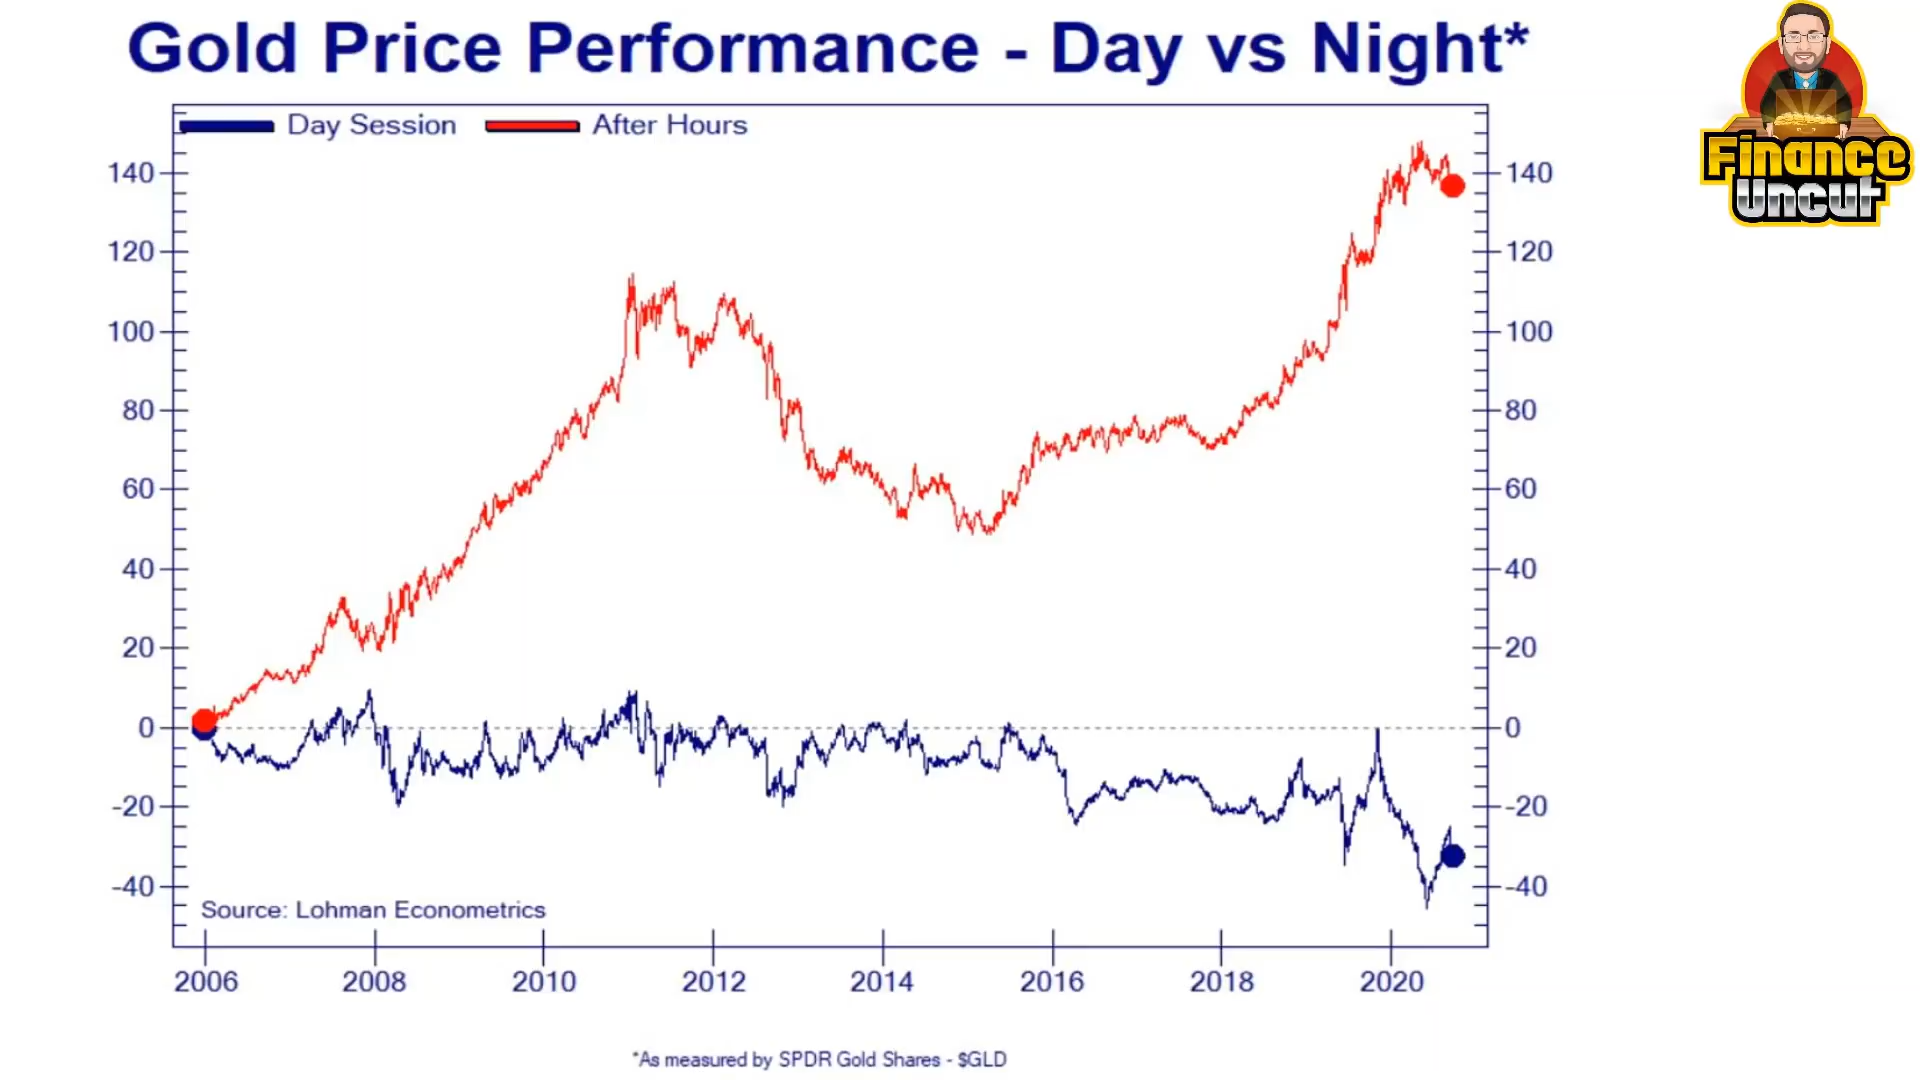 Gold Price Performance - Day vs Night*
Finance
Uncut
Day Session
After Hours
140
120
100
80
60
40
20
0
-20
-40
140
120
100
80
60
40
20
0
-20
-40
Source: Lohman Econometrics
2006 2008 2010 2012 2014 2016 2018 2020
*As measured by SPDR Gold Shares - $GLD